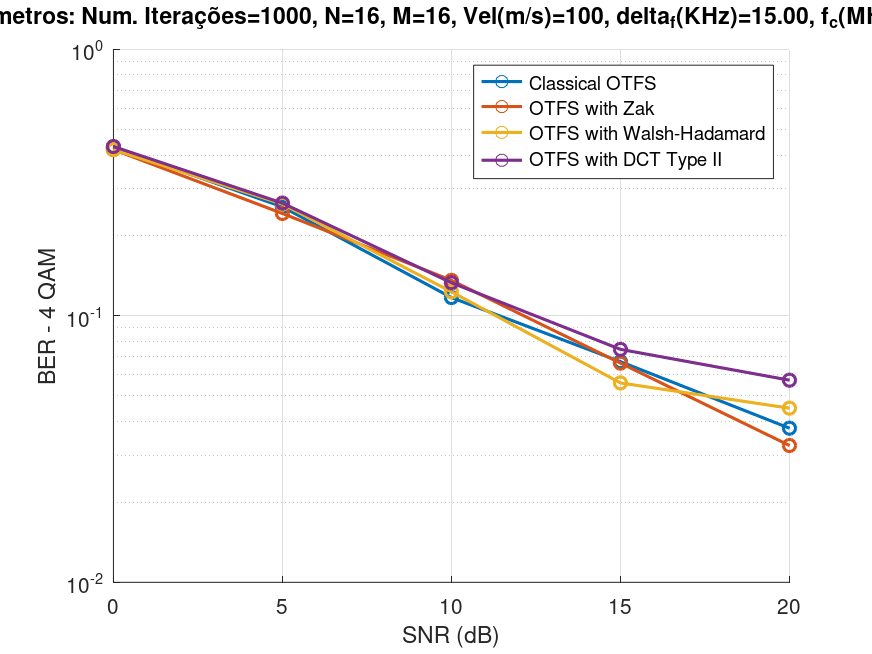 metros: Num. Iterações=1000, N=16, M=16, Vel(m/s)=100, delta_f(KHz)=15.00, f_c(M
10^0
Classical OTFS
OTFS with Zak
OTFS with Walsh-Hadamard
OTFS with DCT Type II
BER - 4 QAM
10^-1
10^-2
0 5 10 15 20
SNR (dB)